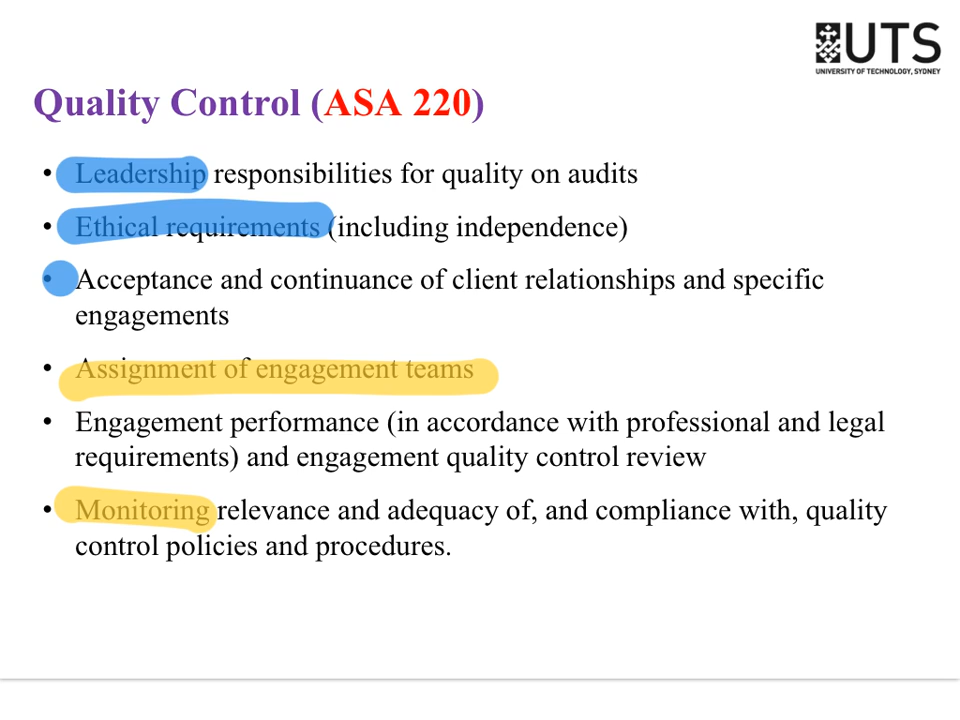 UTS
UNIVERSITY OF TECHNOLOGY, SYDNEY
Quality Control (ASA 220)
• Leadership responsibilities for quality on audits
• Ethical requirements (including independence)
• Acceptance and continuance of client relationships and specific
engagements
• Assignment of engagement teams
• Engagement performance (in accordance with professional and legal
requirements) and engagement quality control review
• Monitoring relevance and adequacy of, and compliance with, quality
control policies and procedures.